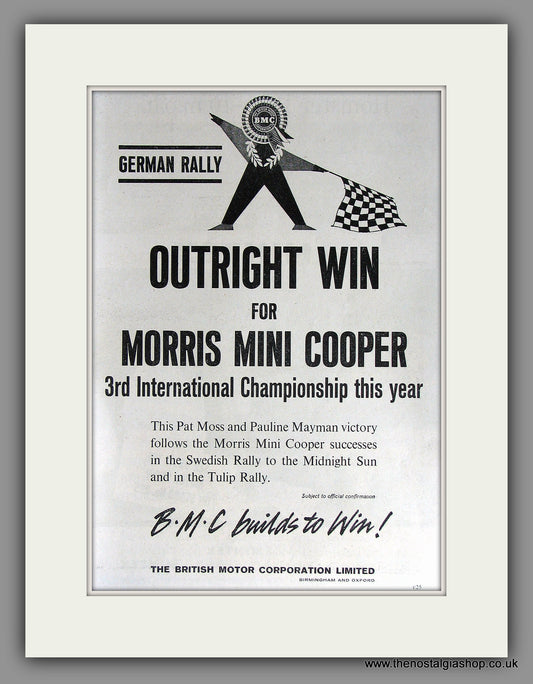 BMC
GERMAN RALLY
OUTRIGHT WIN
FOR
MORRIS MINI COOPER
3rd International Championship this year
This Pat Moss and Pauline Mayman victory
follows the Morris Mini Cooper successes
in the Swedish Rally to the Midnight Sun
and in the Tulip Rally.
Subject to official confirmation
B·M·C builds to Win!
THE BRITISH MOTOR CORPORATION LIMITED
BIRMINGHAM AND OXFORD
www.thenostalgiashop.co.uk